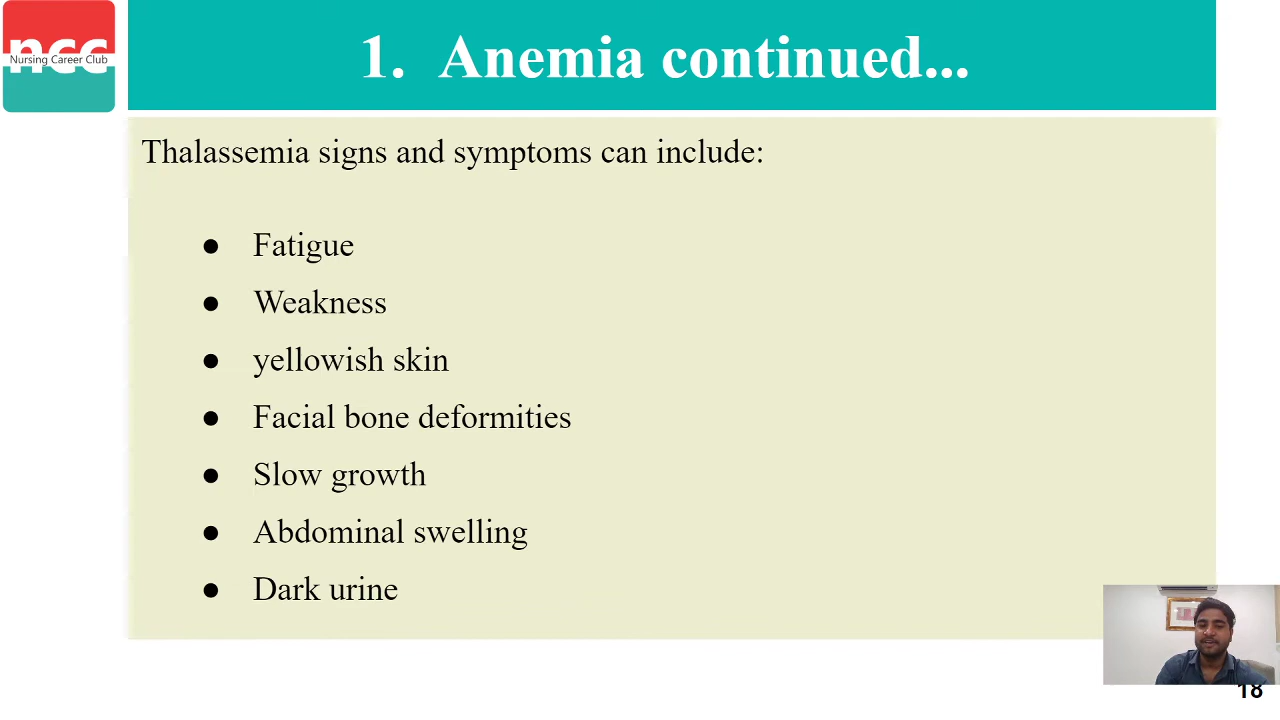 ncc
Nursing Career Club
1. Anemia continued...
Thalassemia signs and symptoms can include:
● Fatigue
● Weakness
● yellowish skin
● Facial bone deformities
● Slow growth
● Abdominal swelling
● Dark urine
18